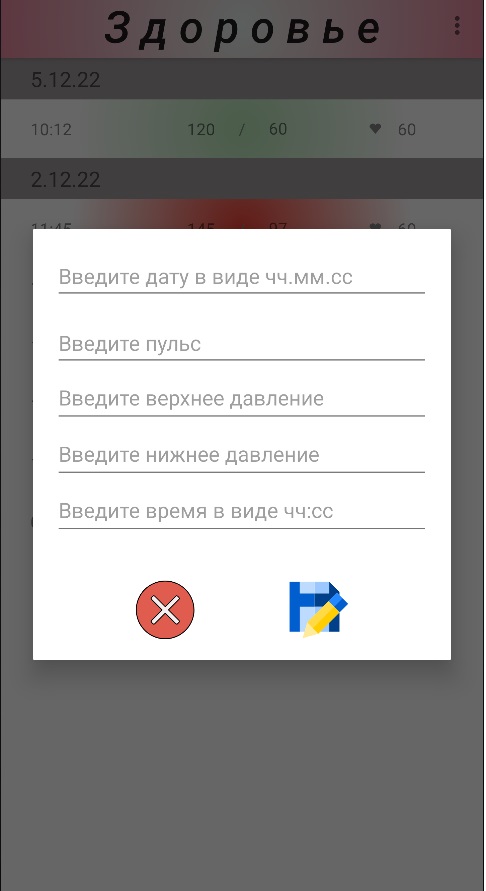 Здоровье
5.12.22
10:12 120 / 60 60
2.12.22
11:45 145 97 60
Введите дату в виде чч.мм.сс
Введите пульс
Введите верхнее давление
Введите нижнее давление
Введите время в виде чч:сс